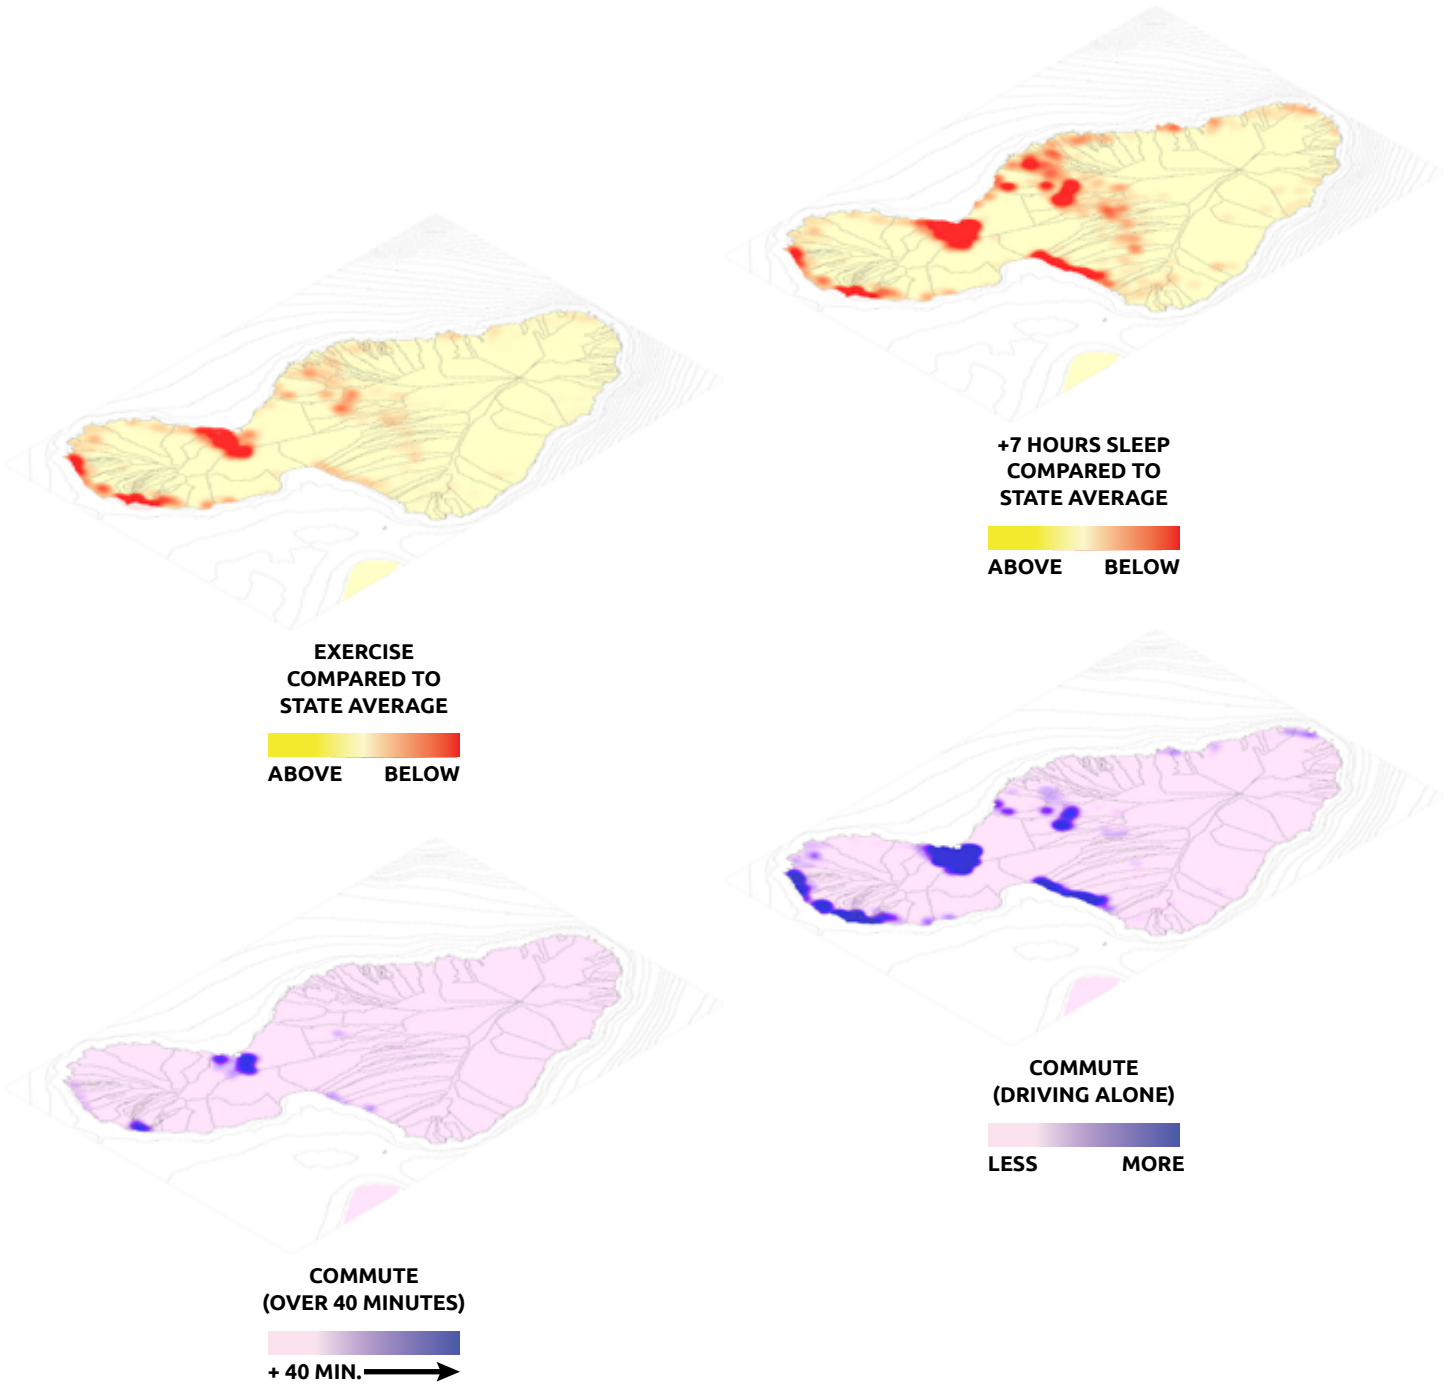 +7 HOURS SLEEP
COMPARED TO
STATE AVERAGE
ABOVE BELOW
EXERCISE
COMPARED TO
STATE AVERAGE
ABOVE BELOW
COMMUTE
(DRIVING ALONE)
LESS MORE
COMMUTE
(OVER 40 MINUTES)
+ 40 MIN.